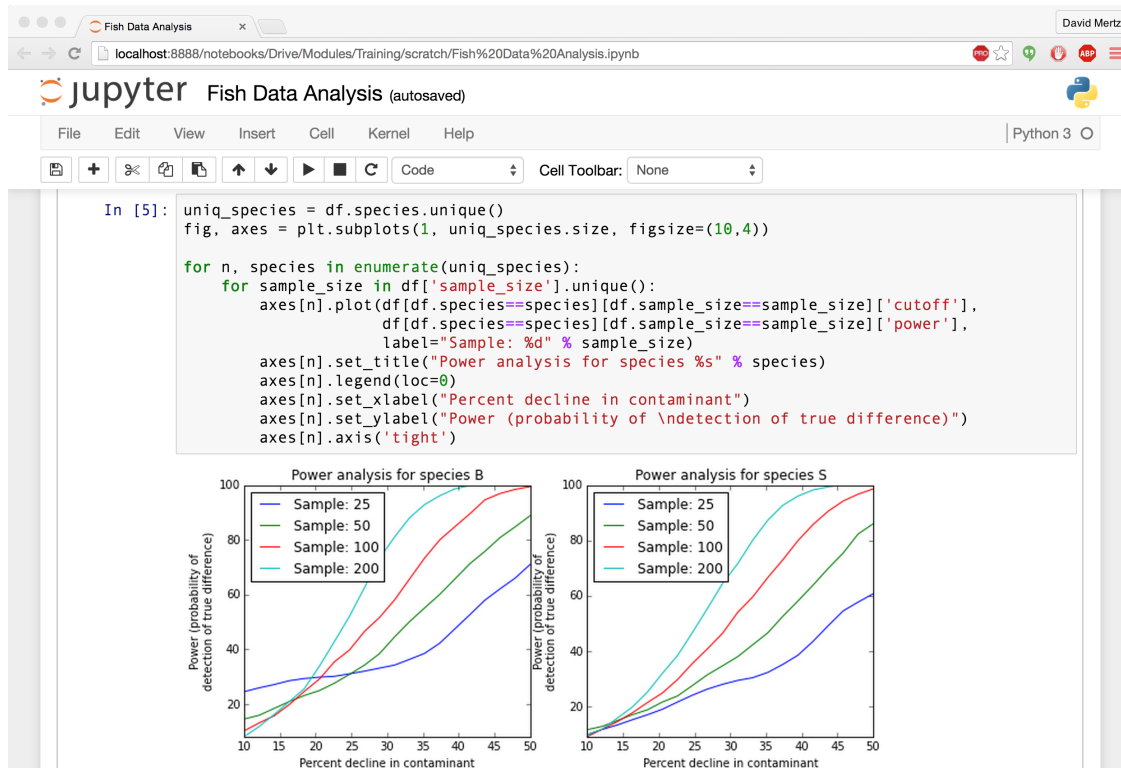 Fish Data Analysis
David Mertz
localhost:8888/notebooks/Drive/Modules/Training/scratch/Fish%20Data%20Analysis.ipynb
PRO
ABP
jupyter Fish Data Analysis (autosaved)
File Edit View Insert Cell Kernel Help Python 3
Code Cell Toolbar: None
In [5]: uniq_species = df.species.unique()
fig, axes = plt.subplots(1, uniq_species.size, figsize=(10,4))
for n, species in enumerate(uniq_species):
    for sample_size in df['sample_size'].unique():
        axes[n].plot(df[df.species==species][df.sample_size==sample_size]['cutoff'],
                     df[df.species==species][df.sample_size==sample_size]['power'],
                     label="Sample: %d" % sample_size)
        axes[n].set_title("Power analysis for species %s" % species)
        axes[n].legend(loc=0)
        axes[n].set_xlabel("Percent decline in contaminant")
        axes[n].set_ylabel("Power (probability of \ndetection of true difference)")
        axes[n].axis('tight')
Power analysis for species B
100
80
60
40
20
Power (probability of
detection of true difference)
Sample: 25
Sample: 50
Sample: 100
Sample: 200
10 15 20 25 30 35 40 45 50
Percent decline in contaminant
Power analysis for species S
100
80
60
40
20
Power (probability of
detection of true difference)
Sample: 25
Sample: 50
Sample: 100
Sample: 200
10 15 20 25 30 35 40 45 50
Percent decline in contaminant